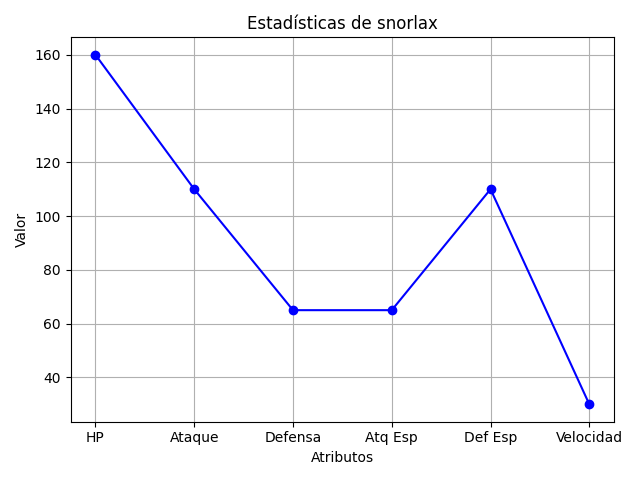 Estadísticas de snorlax
Valor
160
140
120
100
80
60
40
HP Ataque Defensa Atq Esp Def Esp Velocidad
Atributos